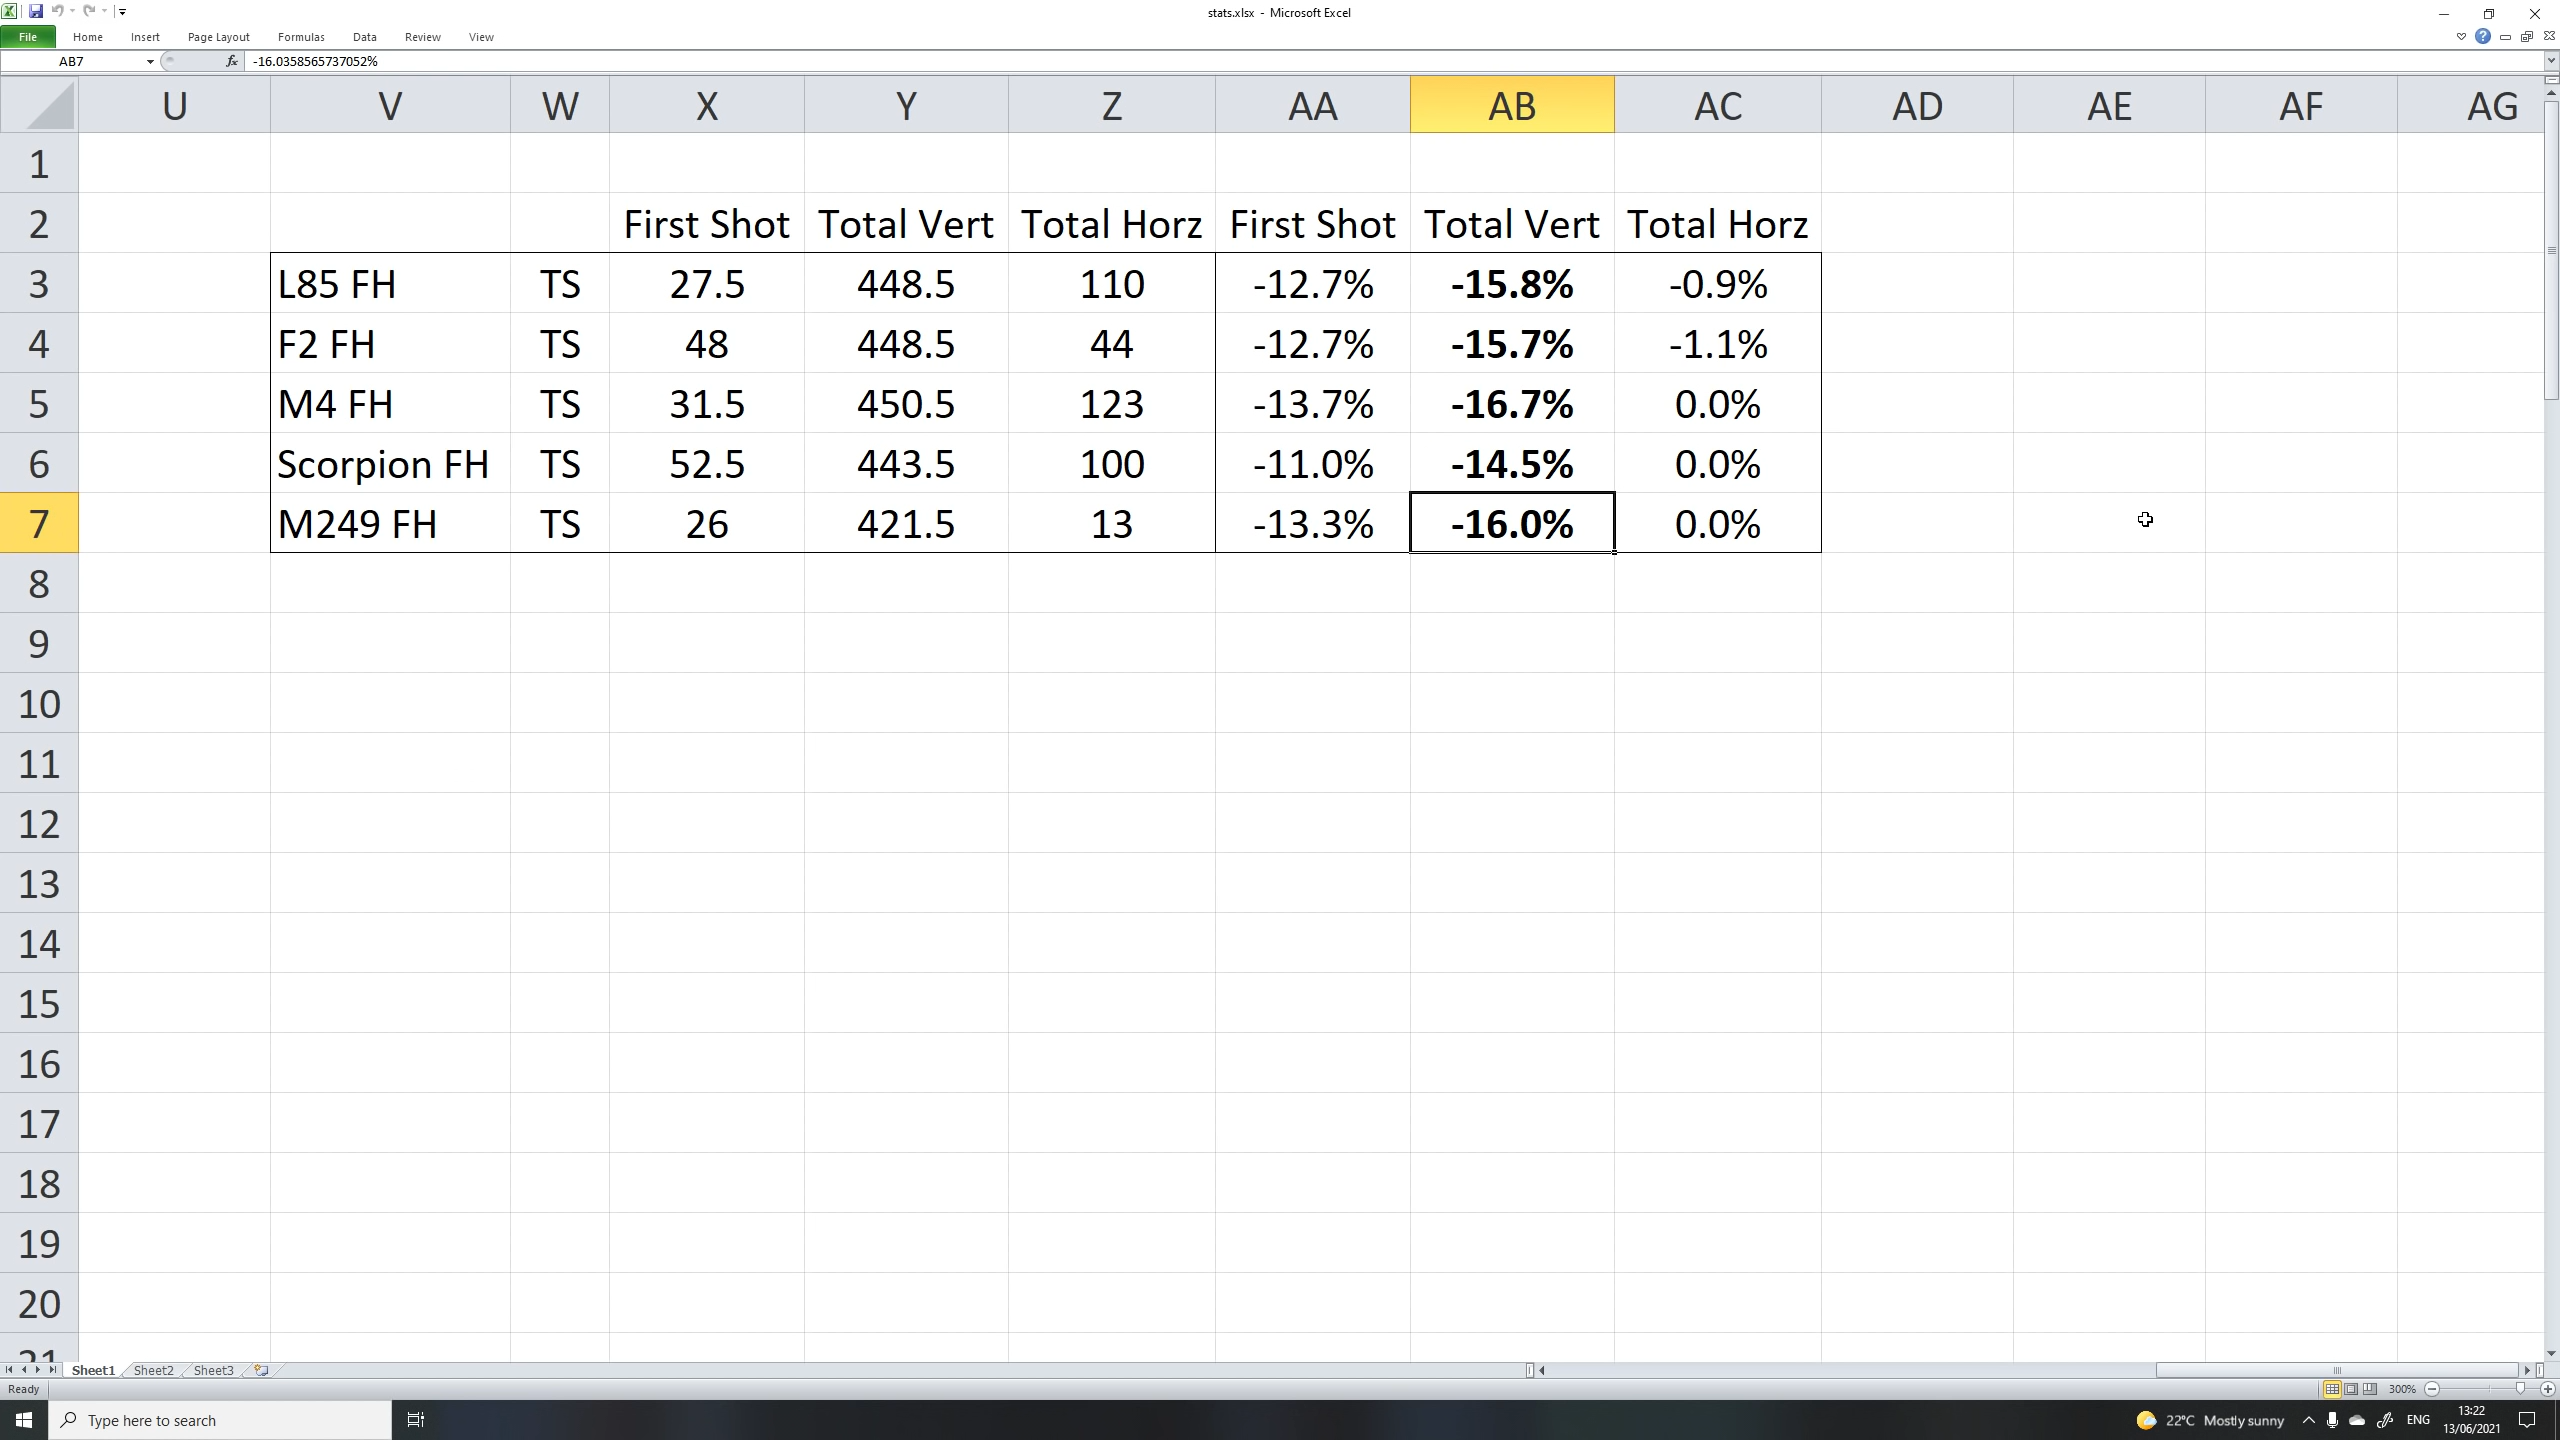 stats.xlsx - Microsoft Excel
File Home Insert Page Layout Formulas Data Review View
AB7 fx -16.0358565737052%
U V W X Y Z AA AB AC AD AE AF AG
1
2 First Shot Total Vert Total Horz First Shot Total Vert Total Horz
3 L85 FH TS 27.5 448.5 110 -12.7% -15.8% -0.9%
4 F2 FH TS 48 448.5 44 -12.7% -15.7% -1.1%
5 M4 FH TS 31.5 450.5 123 -13.7% -16.7% 0.0%
6 Scorpion FH TS 52.5 443.5 100 -11.0% -14.5% 0.0%
7 M249 FH TS 26 421.5 13 -13.3% -16.0% 0.0%
8
9
10
11
12
13
14
15
16
17
18
19
20
21
Sheet1 Sheet2 Sheet3
Ready 300%
Type here to search 22°C Mostly sunny ENG 13:22
13/06/2021